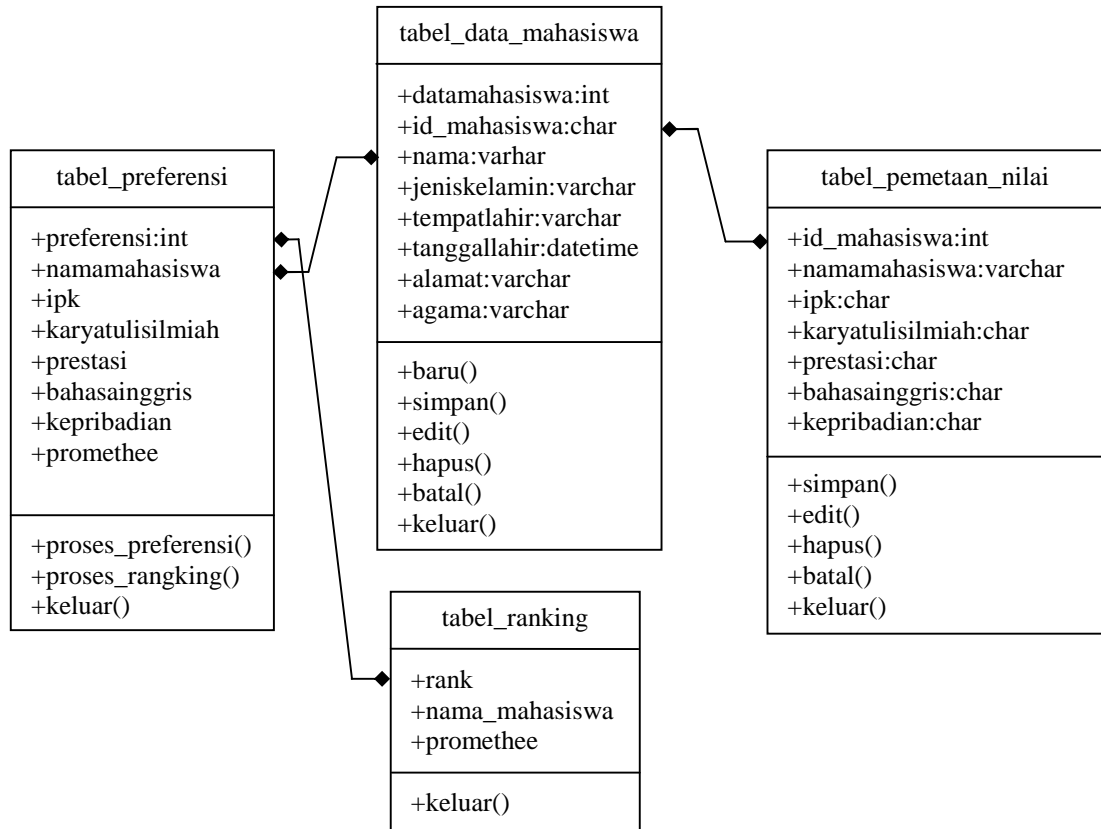 tabel_data_mahasiswa
+datamahasiswa:int
+id_mahasiswa:char
+nama:varhar
+jeniskelamin:varchar
+tempatlahir:varchar
+tanggallahir:datetime
+alamat:varchar
+agama:varchar
+baru()
+simpan()
+edit()
+hapus()
+batal()
+keluar()
tabel_preferensi
+preferensi:int
+namamahasiswa
+ipk
+karyatulisilmiah
+prestasi
+bahasainggris
+kepribadian
+promethee
+proses_preferensi()
+proses_rangking()
+keluar()
tabel_pemetaan_nilai
+id_mahasiswa:int
+namamahasiswa:varchar
+ipk:char
+karyatulisilmiah:char
+prestasi:char
+bahasainggris:char
+kepribadian:char
+simpan()
+edit()
+hapus()
+batal()
+keluar()
tabel_ranking
+rank
+nama_mahasiswa
+promethee
+keluar()